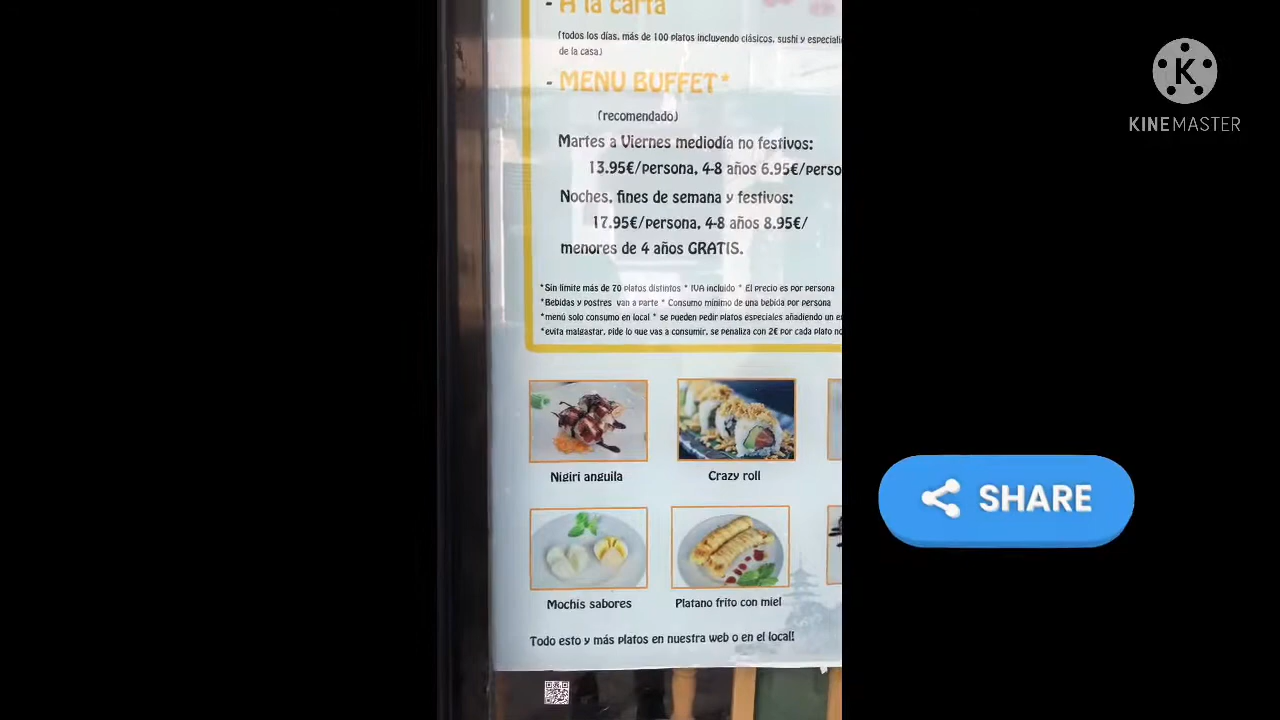 - A la carta
(todos los días, más de 100 platos incluyendo clásicos, sushi y especiali
de la casa)
- MENU BUFFET*
(recomendado)
Martes a Viernes mediodía no festivos:
13.95€/persona, 4-8 años 6.95€/perso
Noches, fines de semana y festivos:
17.95€/persona, 4-8 años 8.95€/
menores de 4 años GRATIS.
*Sin limite más de 70 platos distintos * IVA incluido * El precio es por persona
*Bebidas y postres van a parte * Consumo minimo de una bebida por persona
*menú solo consumo en local * se pueden pedir platos especiales añadiendo un e
*evita malgastar, pide lo que vas a consumir, se penaliza con 2€ por cada plato no
Nigiri anguila
Crazy roll
Mochis sabores
Platano frito con miel
Todo esto y más platos en nuestra web o en el local!
K
KINEMASTER
SHARE